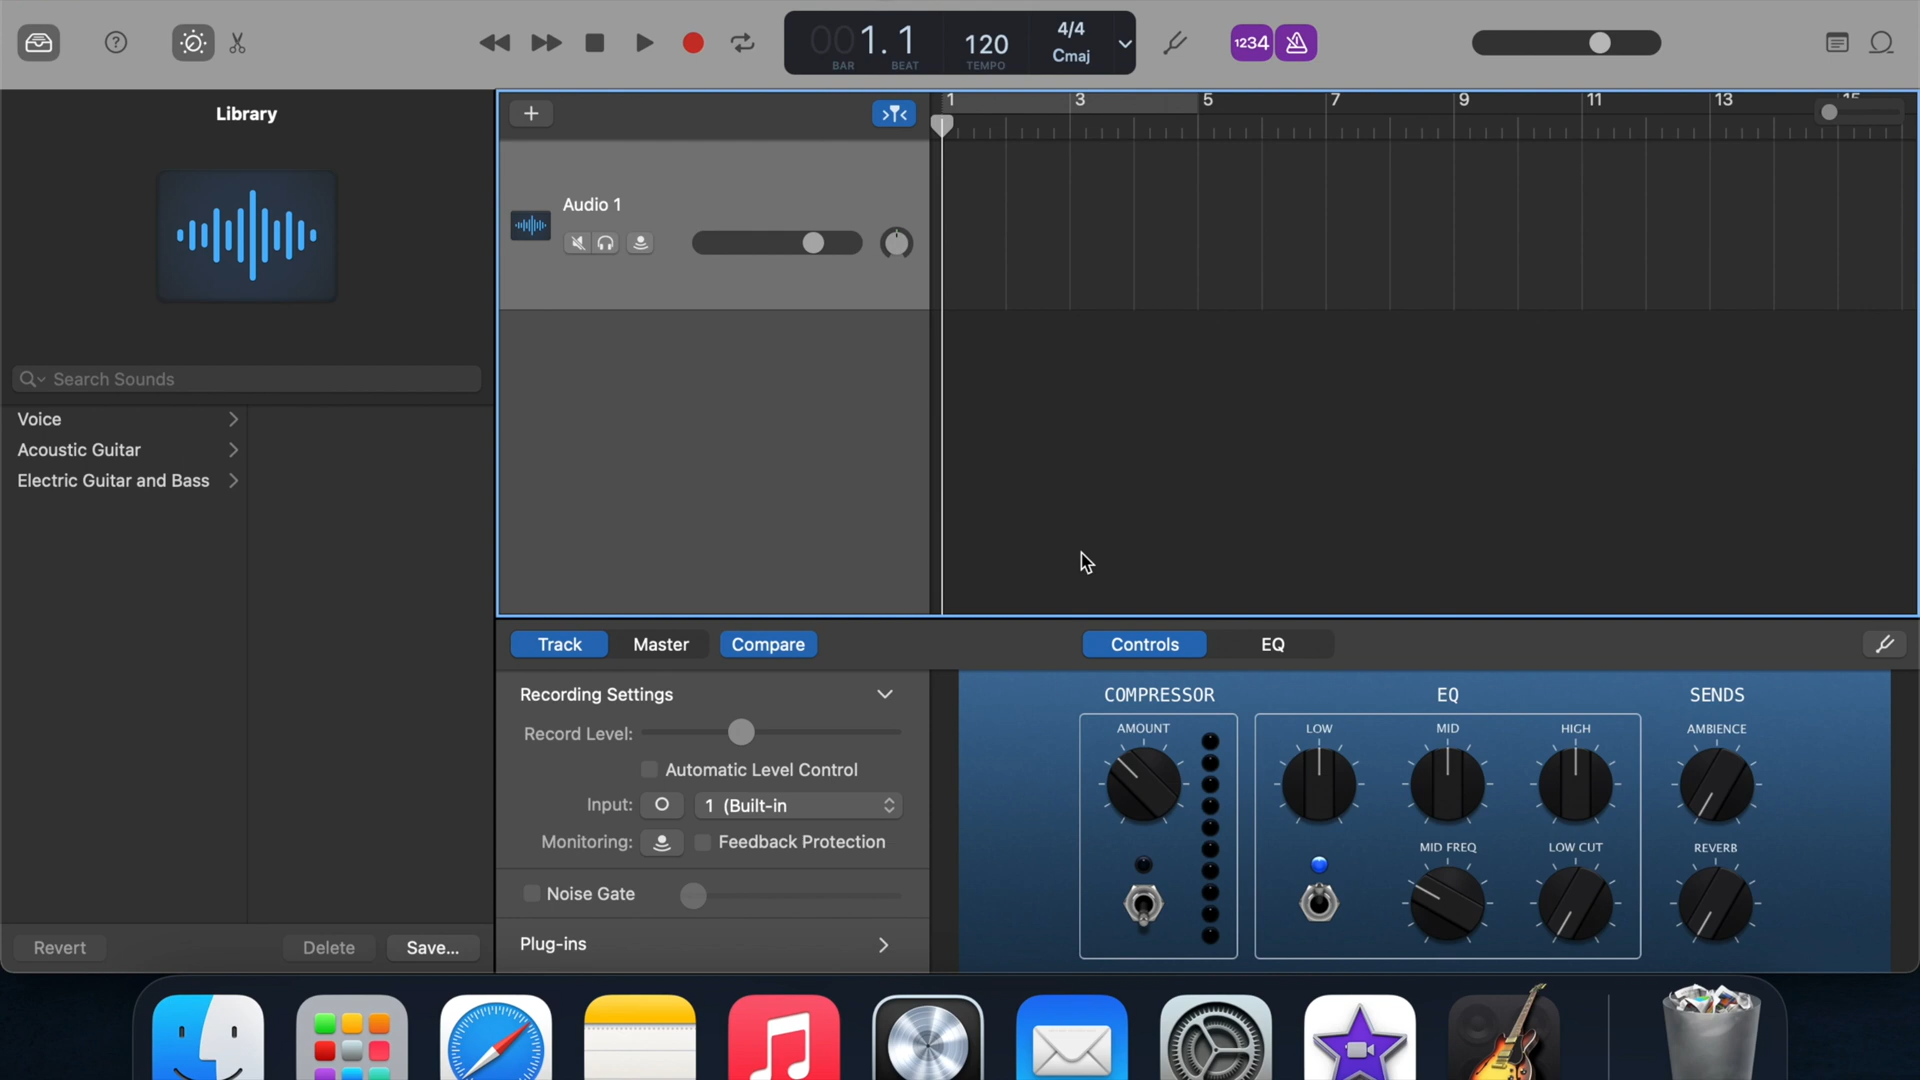 001.1
BAR
BEAT
120
TEMPO
4/4
Cmaj
1234
Library
1
3
5
7
9
11
13
15
Audio 1
Search Sounds
Voice
Acoustic Guitar
Electric Guitar and Bass
Revert
Delete
Save...
Track
Master
Compare
Controls
EQ
Recording Settings
Record Level:
Automatic Level Control
Input:
1 (Built-in
Monitoring:
Feedback Protection
Noise Gate
Plug-ins
COMPRESSOR
AMOUNT
EQ
LOW
MID
HIGH
MID FREQ
LOW CUT
SENDS
AMBIENCE
REVERB